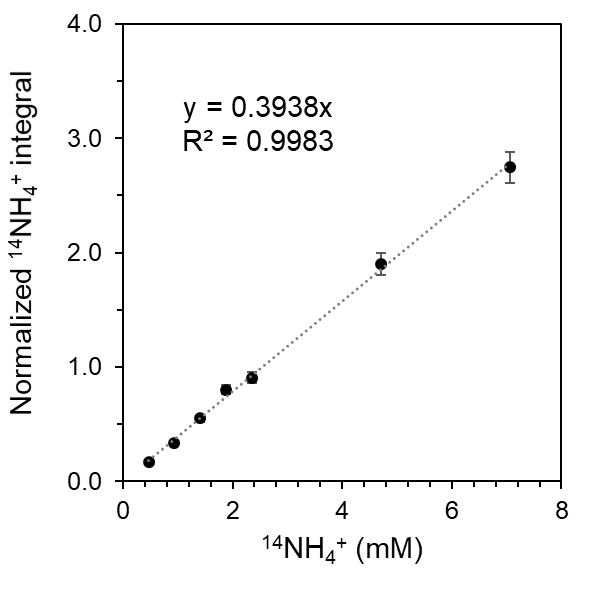 4.0
y = 0.3938x
R² = 0.9983
3.0
2.0
1.0
0.0
Normalized ¹⁴NH₄⁺ integral
0 2 4 6 8
¹⁴NH₄⁺ (mM)